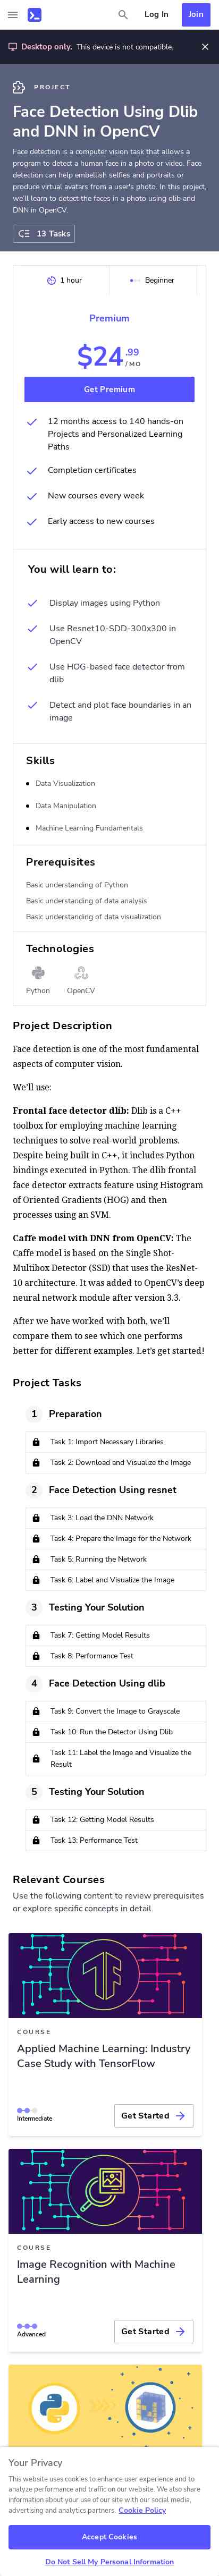 Log In
Join
Desktop only. This device is not compatible.
PROJECT
Face Detection Using Dlib
and DNN in OpenCV
Face detection is a computer vision task that allows a
program to detect a human face in a photo or video. Face
detection can help embellish selfies and portraits or
produce virtual avatars from a user's photo. In this project,
we'll learn to detect the faces in a photo using dlib and
DNN in OpenCV.
13 Tasks
1 hour
Beginner
Premium
$24.99
/MO
Get Premium
12 months access to 140 hands-on
Projects and Personalized Learning
Paths
Completion certificates
New courses every week
Early access to new courses
You will learn to:
Display images using Python
Use Resnet10-SDD-300x300 in
OpenCV
Use HOG-based face detector from
dlib
Detect and plot face boundaries in an
image
Skills
Data Visualization
Data Manipulation
Machine Learning Fundamentals
Prerequisites
Basic understanding of Python
Basic understanding of data analysis
Basic understanding of data visualization
Technologies
Python
OpenCV
Project Description
Face detection is one of the most fundamental
aspects of computer vision.
We'll use:
Frontal face detector dlib: Dlib is a C++
toolbox for employing machine learning
techniques to solve real-world problems.
Despite being built in C++, it includes Python
bindings executed in Python. The dlib frontal
face detector extracts feature using Histogram
of Oriented Gradients (HOG) and then
processes using an SVM.
Caffe model with DNN from OpenCV: The
Caffe model is based on the Single Shot-
Multibox Detector (SSD) that uses the ResNet-
10 architecture. It was added to OpenCV's deep
neural network module after version 3.3.
After we have worked with both, we'll
compare them to see which one performs
better for different examples. Let's get started!
Project Tasks
1
Preparation
Task 1: Import Necessary Libraries
Task 2: Download and Visualize the Image
2
Face Detection Using resnet
Task 3: Load the DNN Network
Task 4: Prepare the Image for the Network
Task 5: Running the Network
Task 6: Label and Visualize the Image
3
Testing Your Solution
Task 7: Getting Model Results
Task 8: Performance Test
4
Face Detection Using dlib
Task 9: Convert the Image to Grayscale
Task 10: Run the Detector Using Dlib
Task 11: Label the Image and Visualize the
Result
5
Testing Your Solution
Task 12: Getting Model Results
Task 13: Performance Test
Relevant Courses
Use the following content to review prerequisites
or explore specific concepts in detail.
COURSE
Applied Machine Learning: Industry
Case Study with TensorFlow
Intermediate
Get Started
COURSE
Image Recognition with Machine
Learning
Advanced
Get Started
Your Privacy
This website uses cookies to enhance user experience and to
analyze performance and traffic on our website. We also share
information about your use of our site with our social media,
advertising and analytics partners. Cookie Policy
Accept Cookies
Do Not Sell My Personal Information